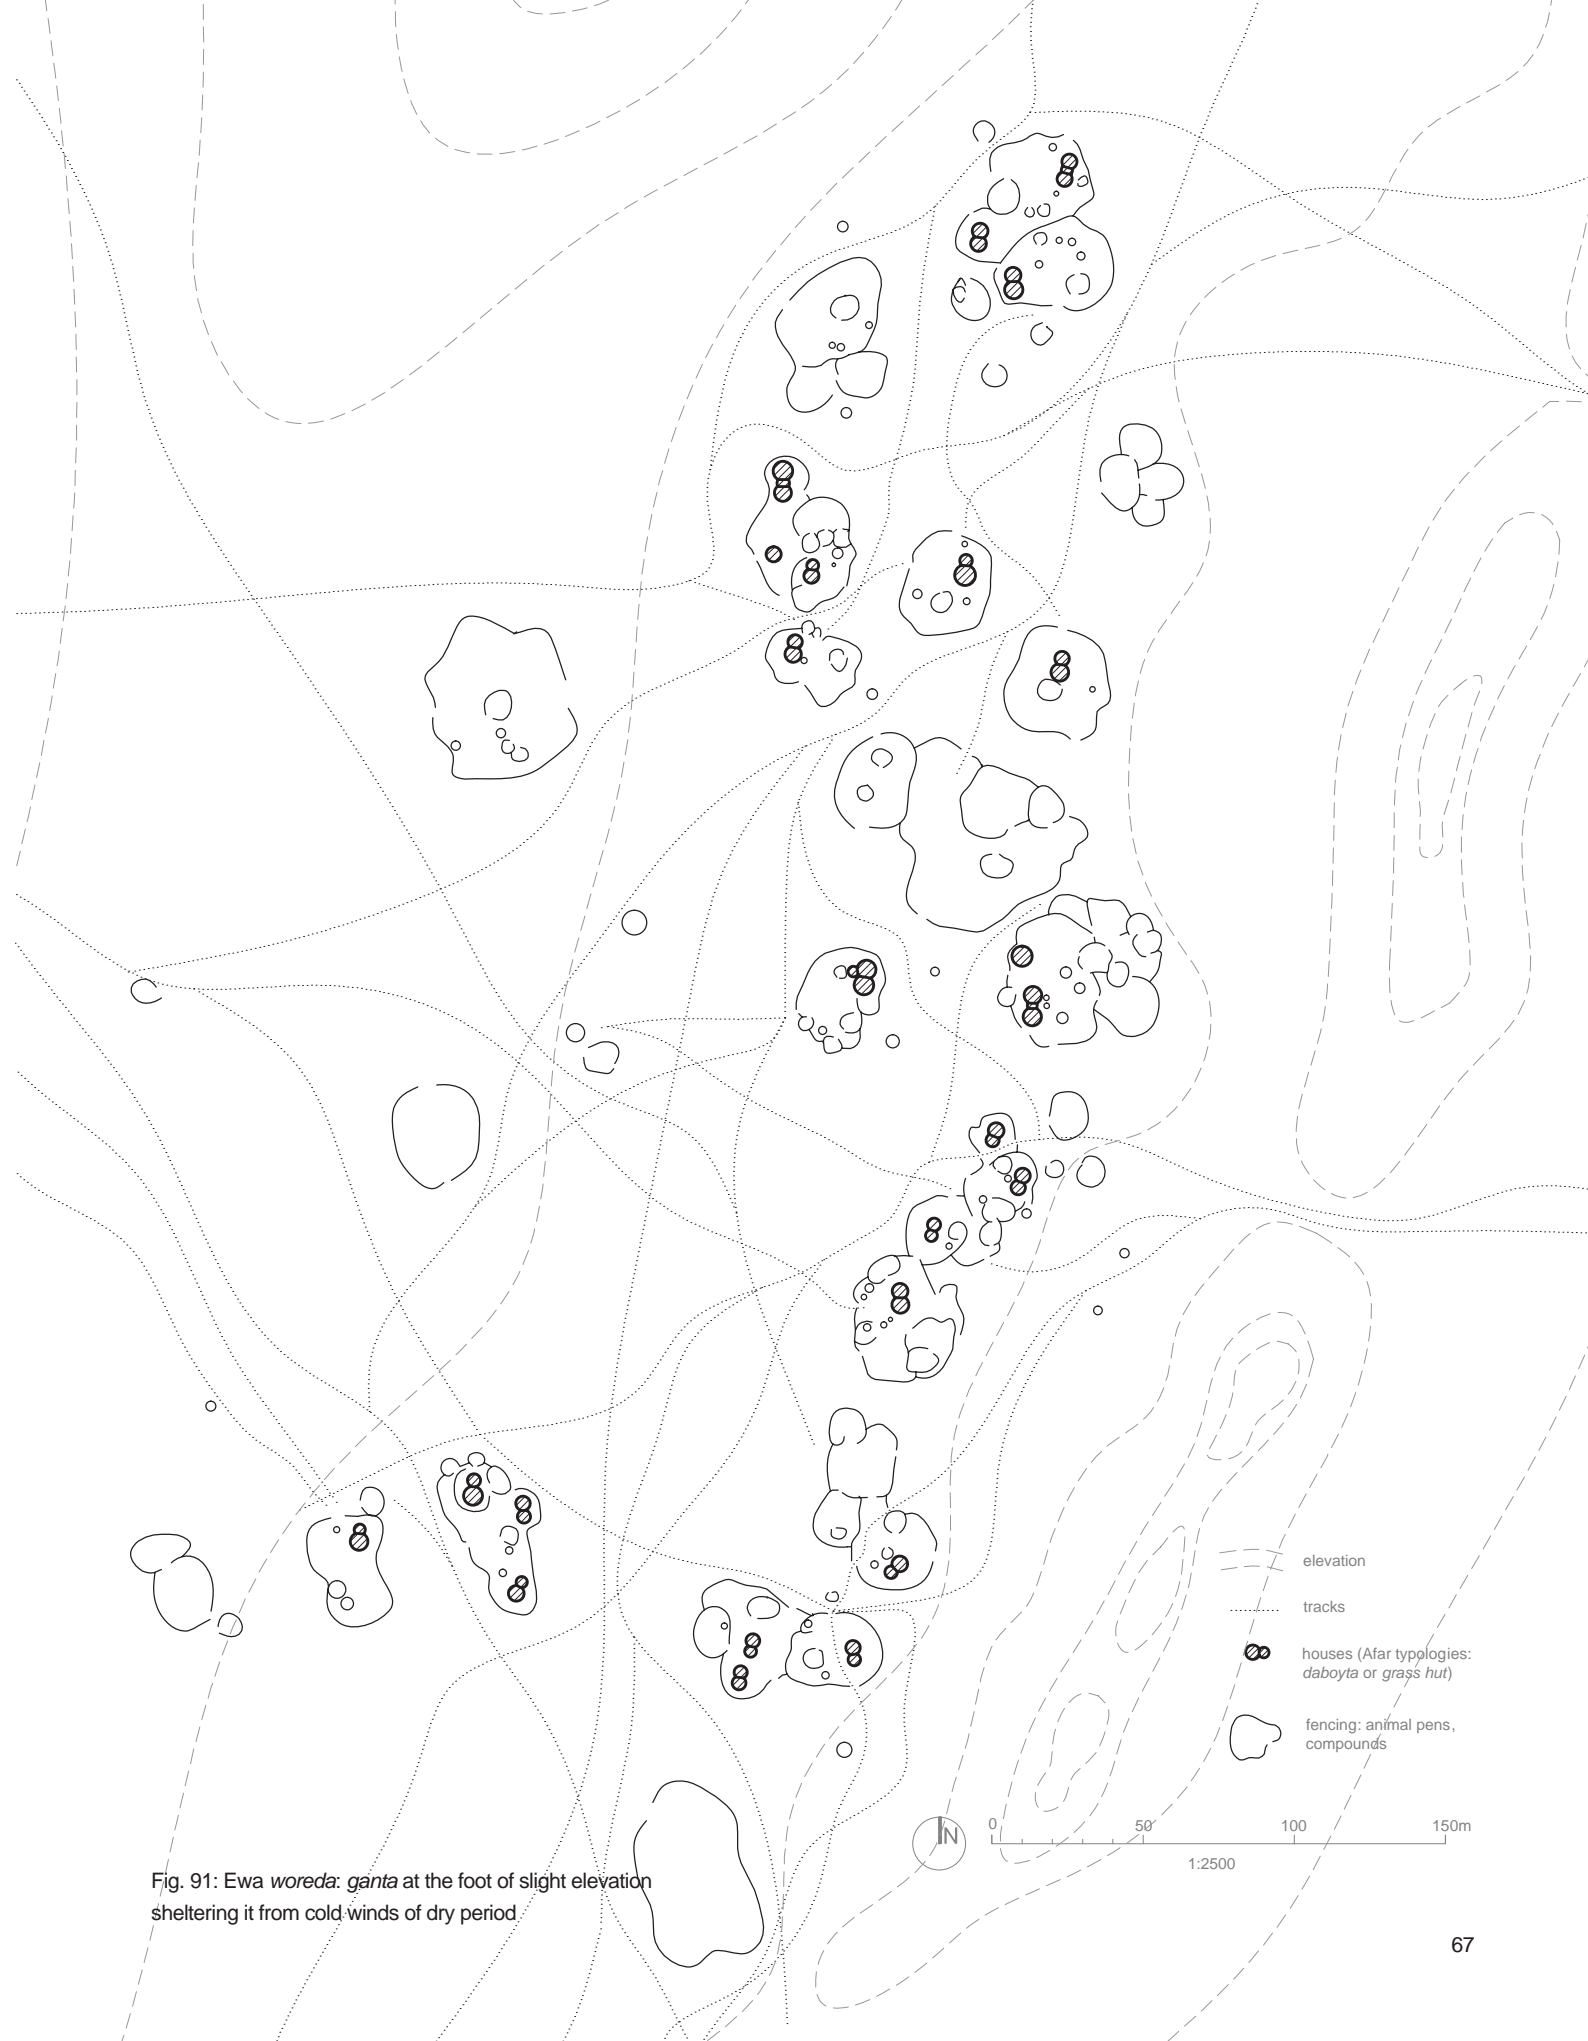 elevation
tracks
houses (Afar typologies:
daboyta or grass hut)
fencing: animal pens,
compounds
N
0 50 100 150m
1:2500
Fig. 91: Ewa woreda: ganta at the foot of slight elevation
sheltering it from cold winds of dry period
67